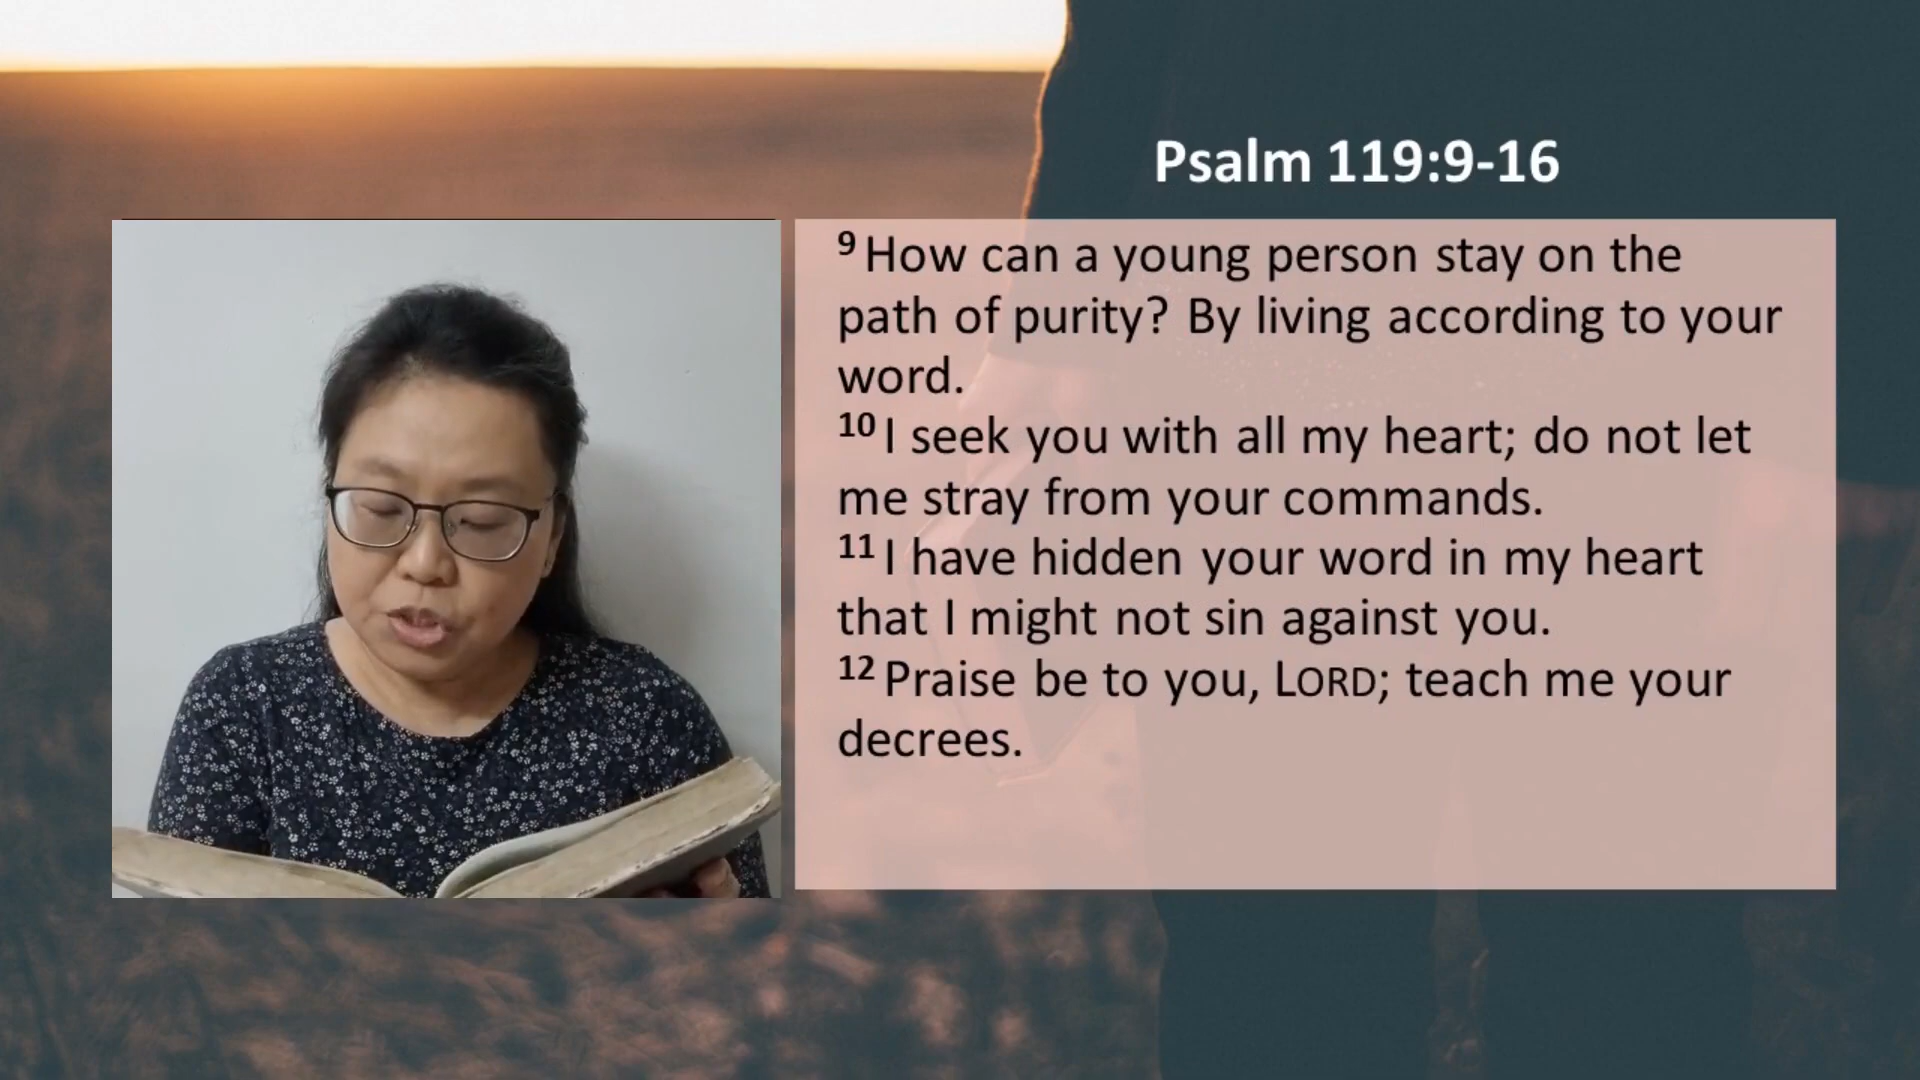 Psalm 119:9-16
9 How can a young person stay on the
path of purity? By living according to your
word.
10 I seek you with all my heart; do not let
me stray from your commands.
11 I have hidden your word in my heart
that I might not sin against you.
12 Praise be to you, LORD; teach me your
decrees.